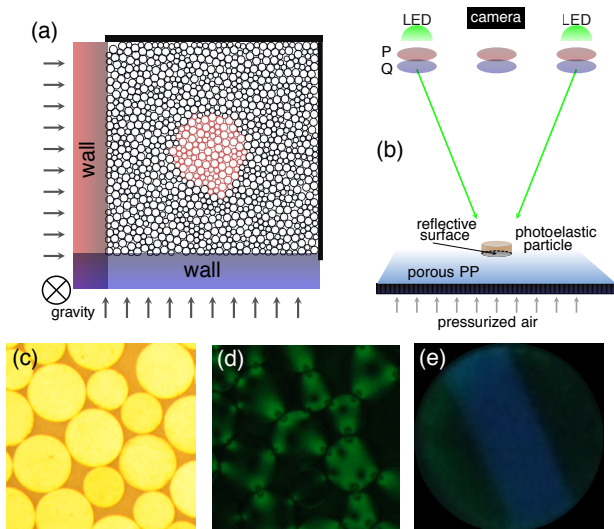 (a)
wall
wall
gravity
LED
camera
LED
P
Q
(b)
reflective
surface
photoelastic
particle
porous PP
pressurized air
(c)
(d)
(e)